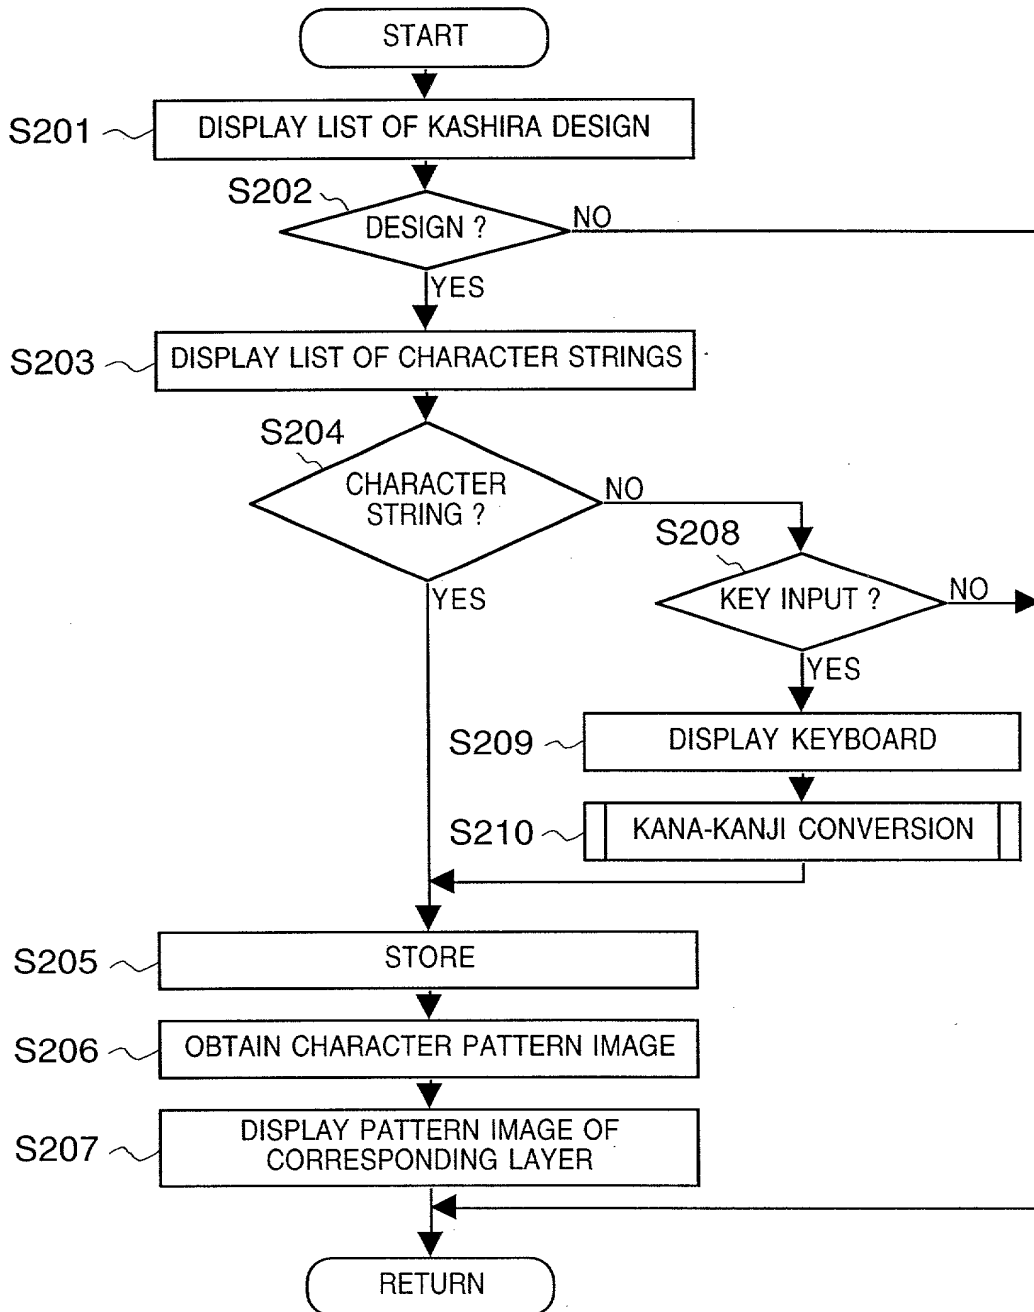 START
S201
DISPLAY LIST OF KASHIRA DESIGN
S202
DESIGN ?
NO
YES
S203
DISPLAY LIST OF CHARACTER STRINGS
S204
CHARACTER
STRING ?
NO
YES
S208
KEY INPUT ?
NO
YES
S209
DISPLAY KEYBOARD
S210
KANA-KANJI CONVERSION
S205
STORE
S206
OBTAIN CHARACTER PATTERN IMAGE
S207
DISPLAY PATTERN IMAGE OF
CORRESPONDING LAYER
RETURN